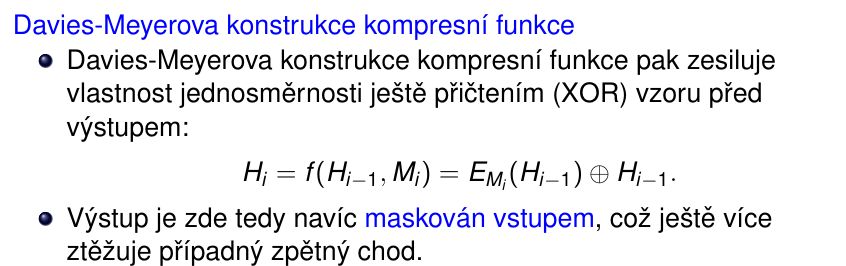 Davies-Meyerova konstrukce kompresní funkce
Davies-Meyerova konstrukce kompresní funkce pak zesiluje
vlastnost jednosměrnosti ještě přičtením (XOR) vzoru před
výstupem:
H_i = f(H_{i−1}, M_i) = E_{M_i}(H_{i−1}) ⊕ H_{i−1}.
Výstup je zde tedy navíc maskován vstupem, což ještě více
ztěžuje případný zpětný chod.